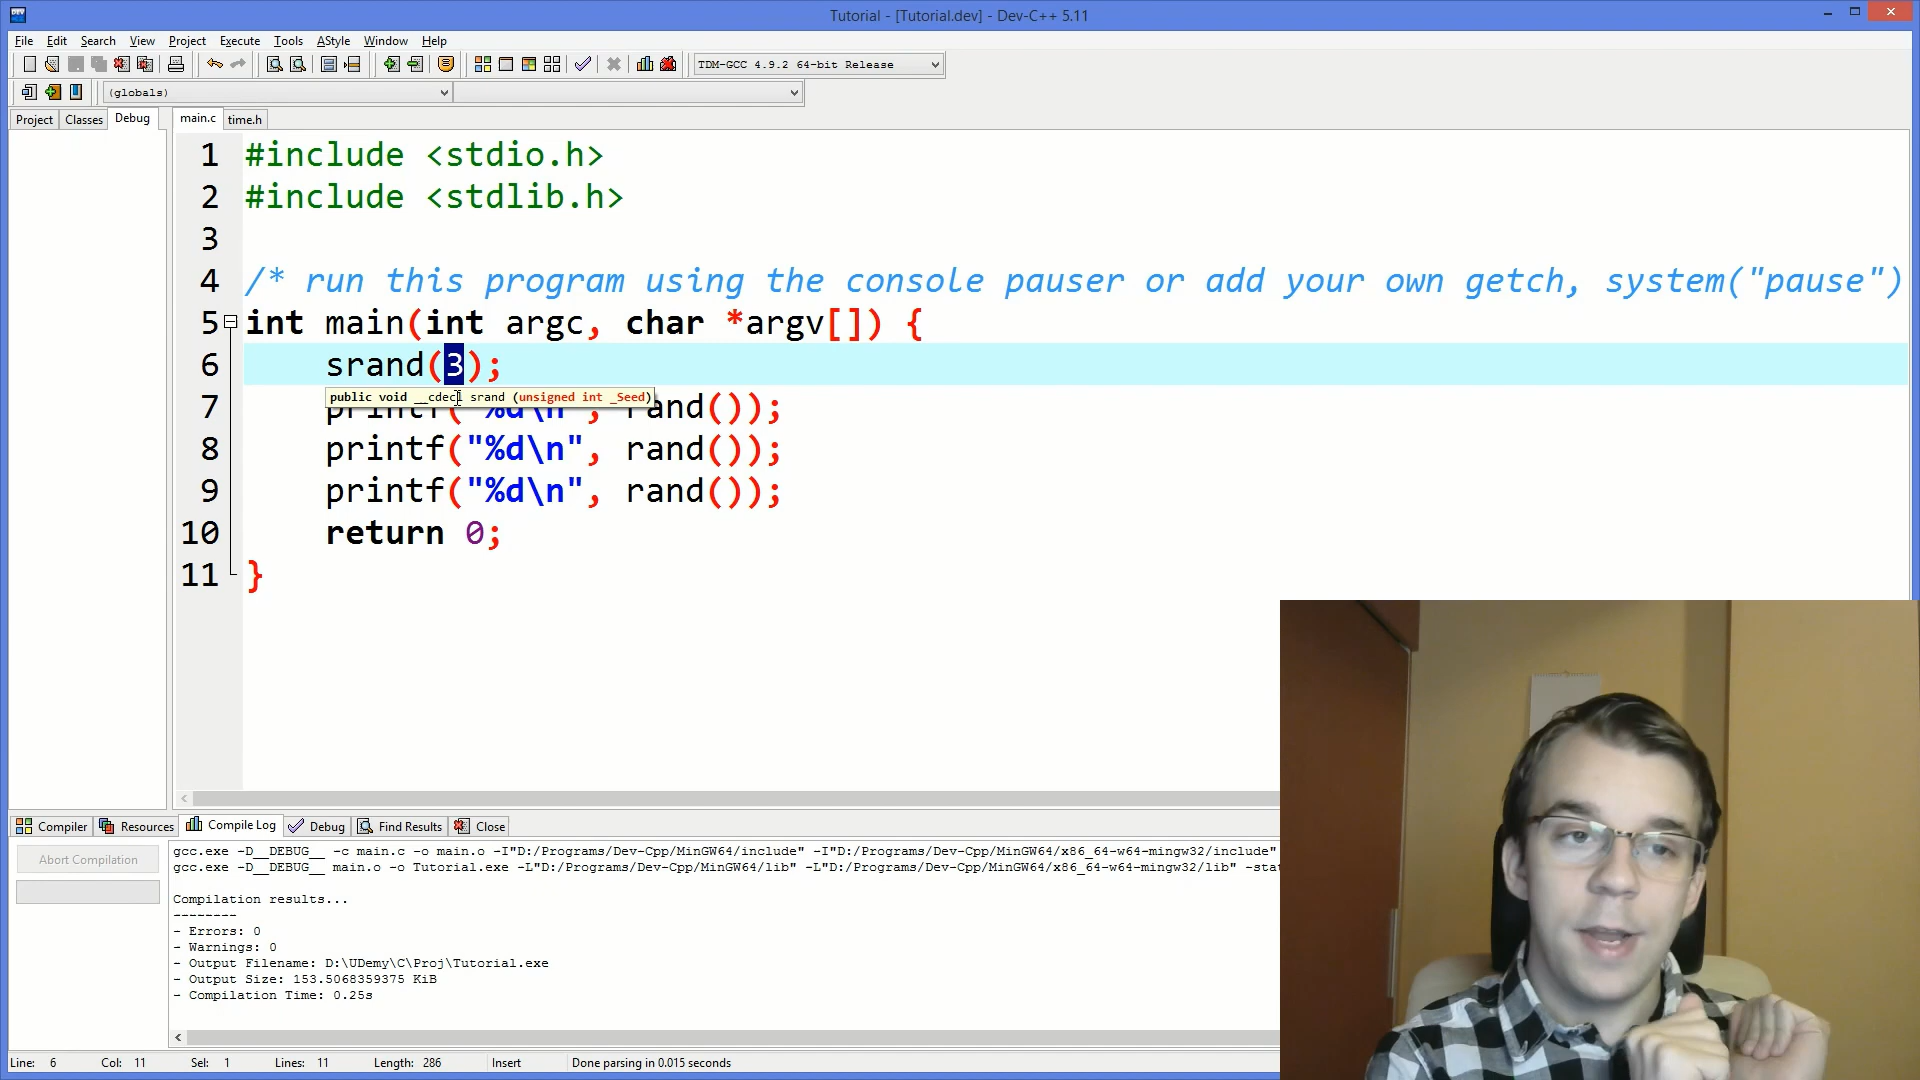 Tutorial - [Tutorial.dev] - Dev-C++ 5.11
File Edit Search View Project Execute Tools AStyle Window Help
TDM-GCC 4.9.2 64-bit Release
(globals)
Project Classes Debug main.c time.h
1 #include <stdio.h>
2 #include <stdlib.h>
3
4 /* run this program using the console pauser or add your own getch, system("pause")
5 int main(int argc, char *argv[]) {
6 srand(3);
public void __cdecl srand (unsigned int _Seed)
7 printf("%d\n", rand());
8 printf("%d\n", rand());
9 printf("%d\n", rand());
10 return 0;
11 }
Compiler Resources Compile Log Debug Find Results Close
Abort Compilation
gcc.exe -D__DEBUG__ -c main.c -o main.o -I"D:/Programs/Dev-Cpp/MinGW64/include" -I"D:/Programs/Dev-Cpp/MinGW64/x86_64-w64-mingw32/include"
gcc.exe -D__DEBUG__ main.o -o Tutorial.exe -L"D:/Programs/Dev-Cpp/MinGW64/lib" -L"D:/Programs/Dev-Cpp/MinGW64/x86_64-w64-mingw32/lib" -sta
Compilation results...
--------
- Errors: 0
- Warnings: 0
- Output Filename: D:\UDemy\C\Proj\Tutorial.exe
- Output Size: 153.5068359375 KiB
- Compilation Time: 0.25s
Line: 6 Col: 11 Sel: 1 Lines: 11 Length: 286 Insert Done parsing in 0.015 seconds